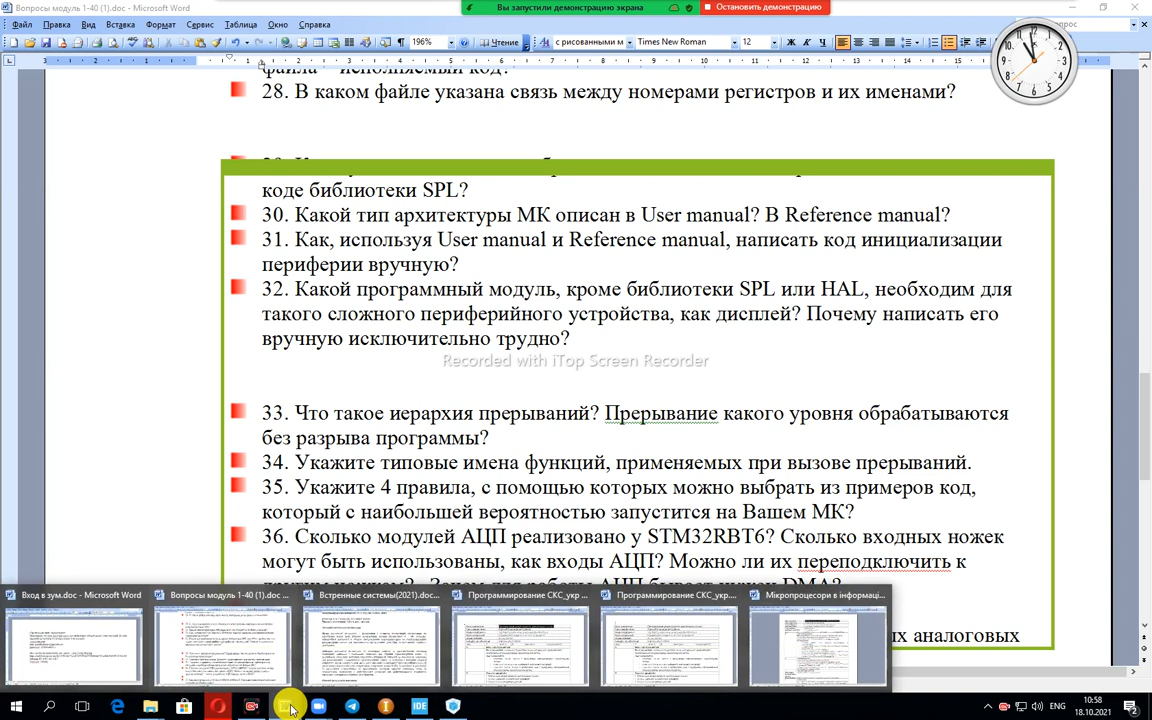 Вопросы модуль 1-40 (1).doc - Microsoft Word
Вы запустили демонстрацию экрана
Остановить демонстрацию
Файл Правка Вид Вставка Формат Сервис Таблица Окно Справка
196% Чтение с рисованными м Times New Roman 12 Ж К Ч
28. В каком файле указана связь между номерами регистров и их именами?
коде библиотеки SPL?
30. Какой тип архитектуры МК описан в User manual? В Reference manual?
31. Как, используя User manual и Reference manual, написать код инициализации
периферии вручную?
32. Какой программный модуль, кроме библиотеки SPL или HAL, необходим для
такого сложного периферийного устройства, как дисплей? Почему написать его
вручную исключительно трудно?
Recorded with iTop Screen Recorder
33. Что такое иерархия прерываний? Прерывание какого уровня обрабатываются
без разрыва программы?
34. Укажите типовые имена функций, применяемых при вызове прерываний.
35. Укажите 4 правила, с помощью которых можно выбрать из примеров код,
который с наибольшей вероятностью запустится на Вашем МК?
36. Сколько модулей АЦП реализовано у STM32RBT6? Сколько входных ножек
могут быть использованы, как входы АЦП? Можно ли их переподключить к
Вход в зум.doc - Microsoft Word Вопросы модуль 1-40 (1).doc ... Встренные системы(2021).doc... Программирование СКС_укр ... Программирование СКС_укр.... Мікропроцесори в інформаці...
аналоговых
ENG
10:58
18.10.2021